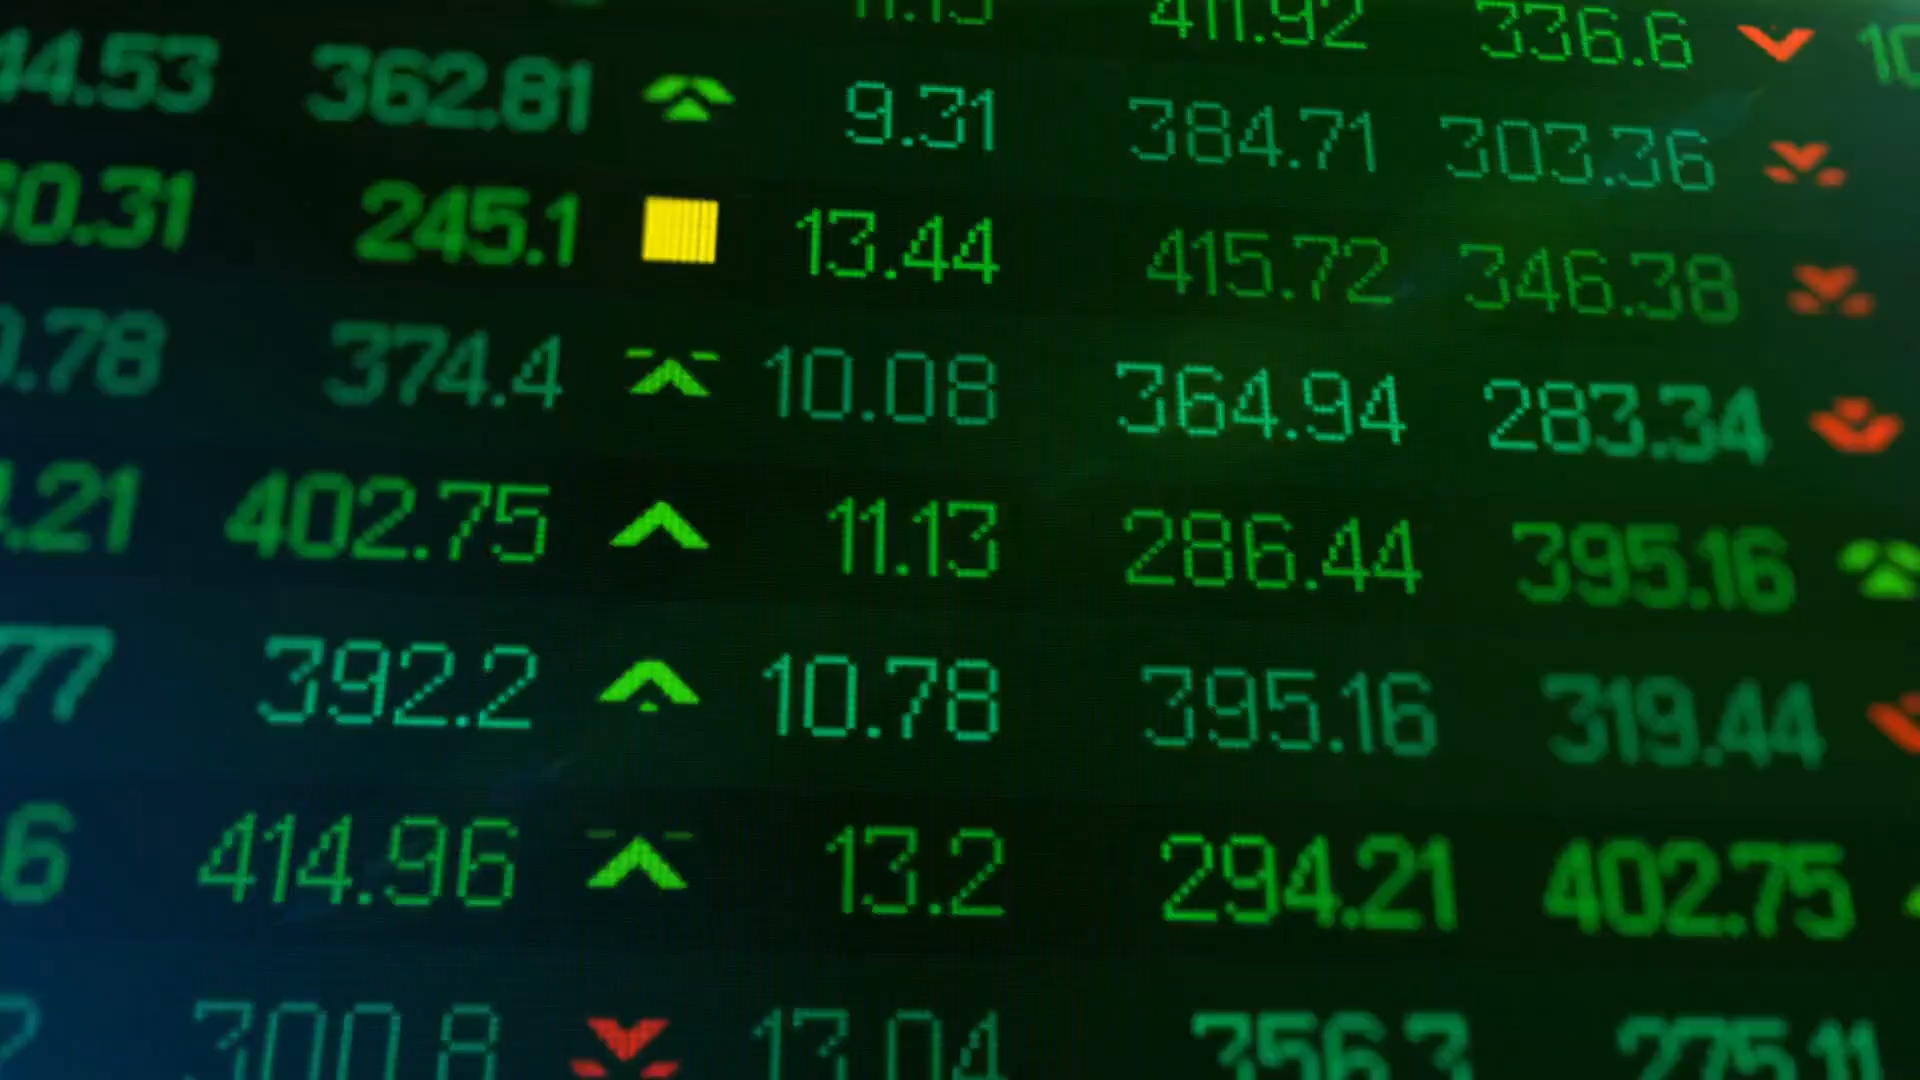 411.92 336.6
44.53 362.81 9.31 384.71 303.36
60.31 245.1 13.44 415.72 346.38
.78 374.4 10.08 364.94 283.34
.21 402.75 11.13 286.44 395.16
77 392.2 10.78 395.16 319.44
6 414.96 13.2 294.21 402.75
300.8 13.04 356.3 275.11